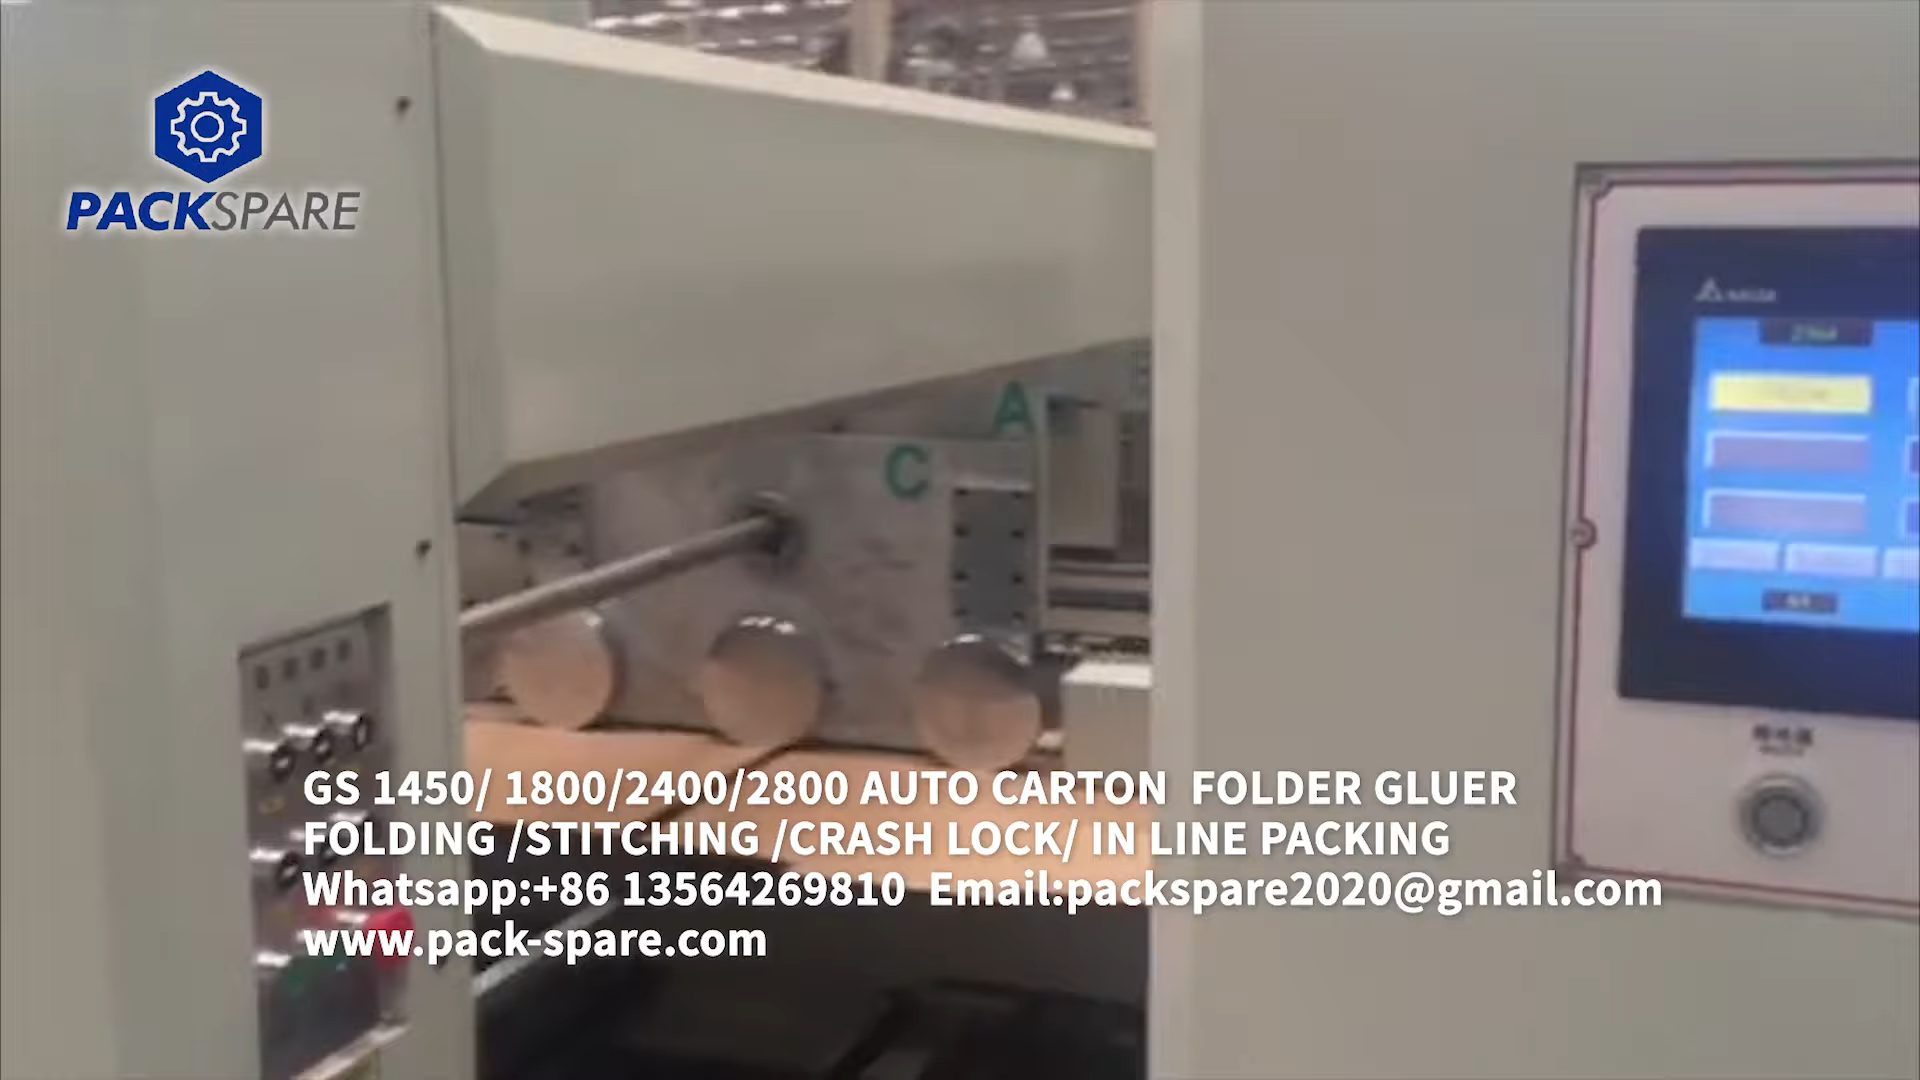 PACKSPARE
A
C
GS 1450/ 1800/2400/2800 AUTO CARTON  FOLDER GLUER
FOLDING /STITCHING /CRASH LOCK/ IN LINE PACKING
Whatsapp:+86 13564269810  Email:packspare2020@gmail.com
www.pack-spare.com